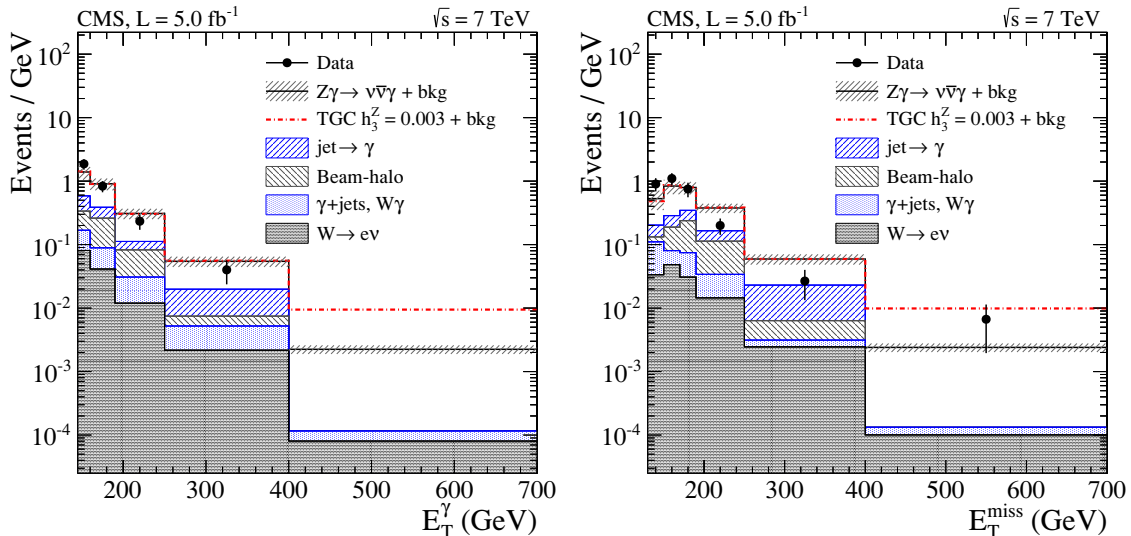 CMS, L = 5.0 fb⁻¹ √s = 7 TeV
Events / GeV
10²
10
1
10⁻¹
10⁻²
10⁻³
10⁻⁴
Data
Zγ→ νν̅γ + bkg
TGC h₃ᶻ = 0.003 + bkg
jet→ γ
Beam-halo
γ+jets, Wγ
W→ eν
200 300 400 500 600 700
E_T^γ (GeV)
CMS, L = 5.0 fb⁻¹ √s = 7 TeV
Events / GeV
10²
10
1
10⁻¹
10⁻²
10⁻³
10⁻⁴
Data
Zγ→ νν̅γ + bkg
TGC h₃ᶻ = 0.003 + bkg
jet→ γ
Beam-halo
γ+jets, Wγ
W→ eν
200 300 400 500 600 700
E_T^miss (GeV)